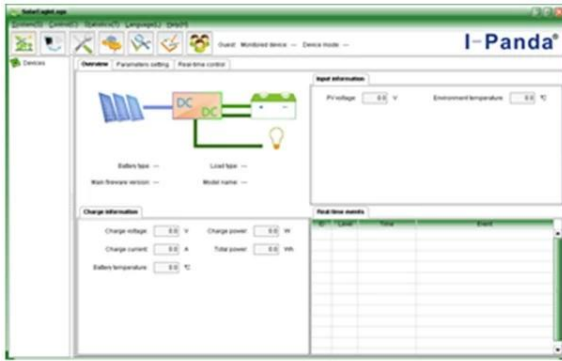 SolarEagleLogs
System(S) Control(C) Statistics(T) Language(L) Help(H)
Guest Monitored device: --- Device mode: ---
I-Panda®
Devices
Overview Parameters setting Real-time control
DC
DC
Battery type: --- Load type: ---
Main firmware version: --- Model name: ---
Input information
PV voltage: 0.0 V Environment temperature: 0.0 ℃
Charge information
Charge voltage: 0.0 V Charge power: 0.0 W
Charge current: 0.0 A Total power: 0.0 Wh
Battery temperature: 0.0 ℃
Real-time events
ID Level Time Event